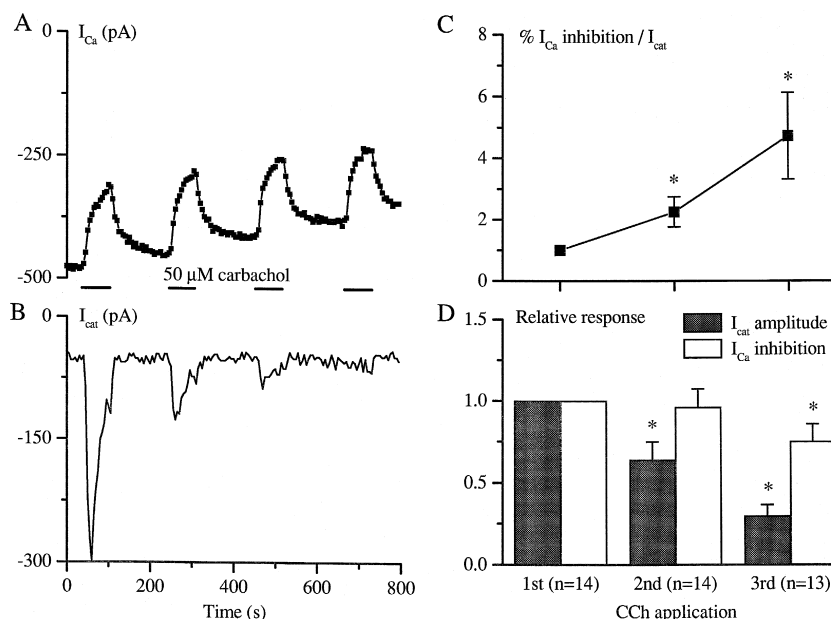 A
I_Ca (pA)
0
-250
-500
50 μM carbachol
B
I_cat (pA)
0
-150
-300
0
200
400
600
800
Time (s)
C
% I_Ca inhibition / I_cat
8
6
4
2
0
*
*
D
Relative response
I_cat amplitude
I_Ca inhibition
1.5
1.0
0.5
0.0
*
*
*
1st (n=14)
2nd (n=14)
3rd (n=13)
CCh application